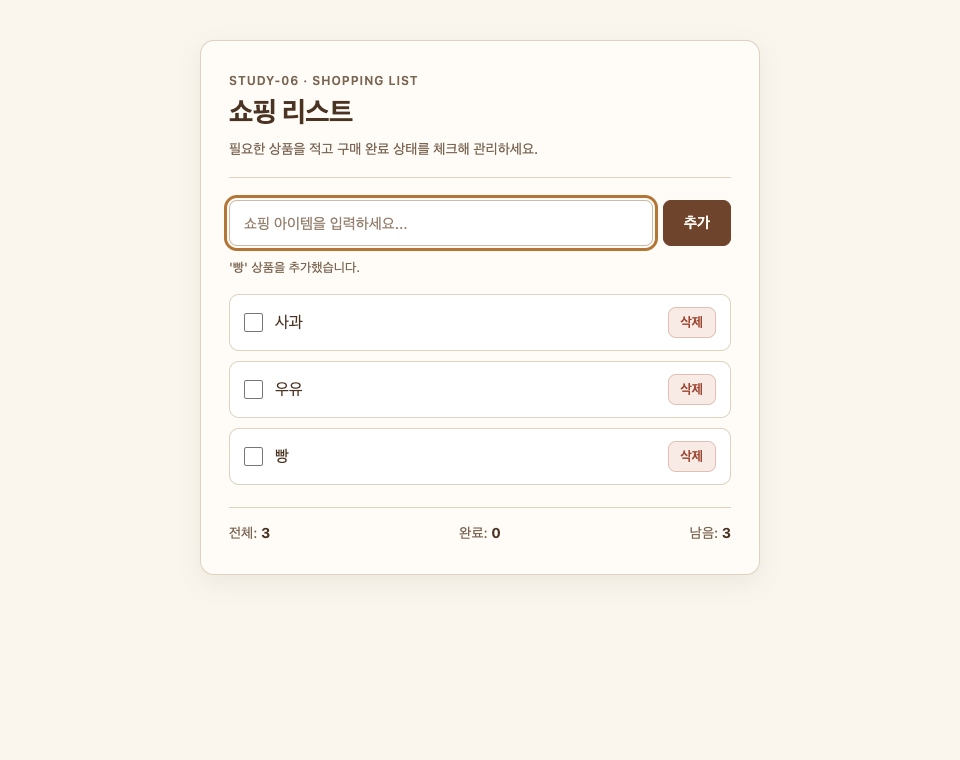 STUDY-06 · SHOPPING LIST
쇼핑 리스트
필요한 상품을 적고 구매 완료 상태를 체크해 관리하세요.
쇼핑 아이템을 입력하세요... 추가
'빵' 상품을 추가했습니다.
사과 삭제
우유 삭제
빵 삭제
전체: 3 완료: 0 남음: 3